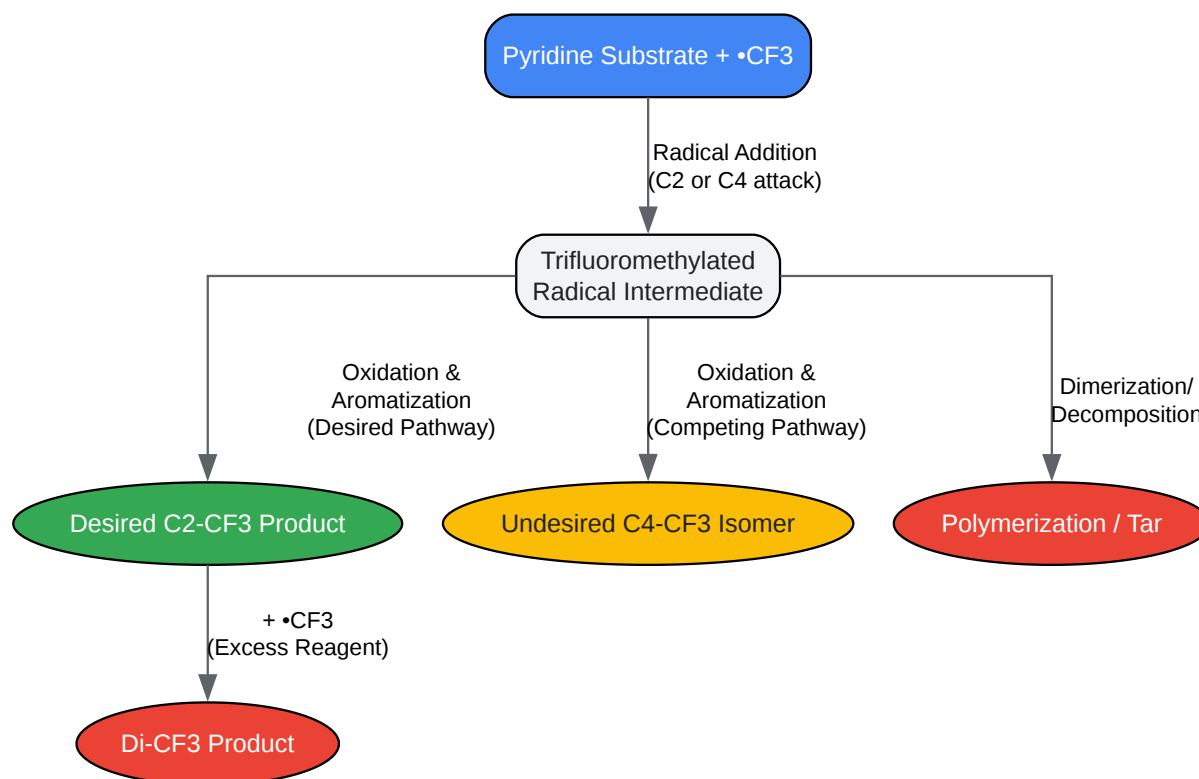 Pyridine Substrate + •CF3
Radical Addition
(C2 or C4 attack)
Trifluoromethylated
Radical Intermediate
Oxidation &
Aromatization
(Desired Pathway)
Oxidation &
Aromatization
(Competing Pathway)
Dimerization/
Decomposition
Desired C2-CF3 Product
Undesired C4-CF3 Isomer
Polymerization / Tar
+ •CF3
(Excess Reagent)
Di-CF3 Product